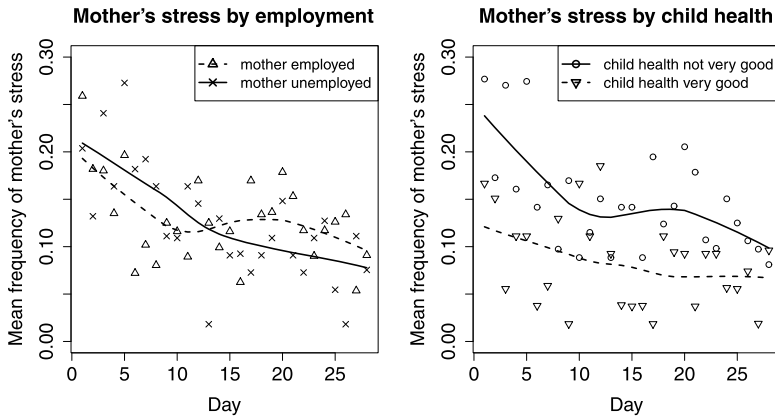 Mother's stress by employment
Mean frequency of mother's stress
0.00 0.10 0.20 0.30
mother employed
mother unemployed
0 5 10 15 20 25
Day
Mother's stress by child health
Mean frequency of mother's stress
0.00 0.10 0.20 0.30
child health not very good
child health very good
0 5 10 15 20 25
Day